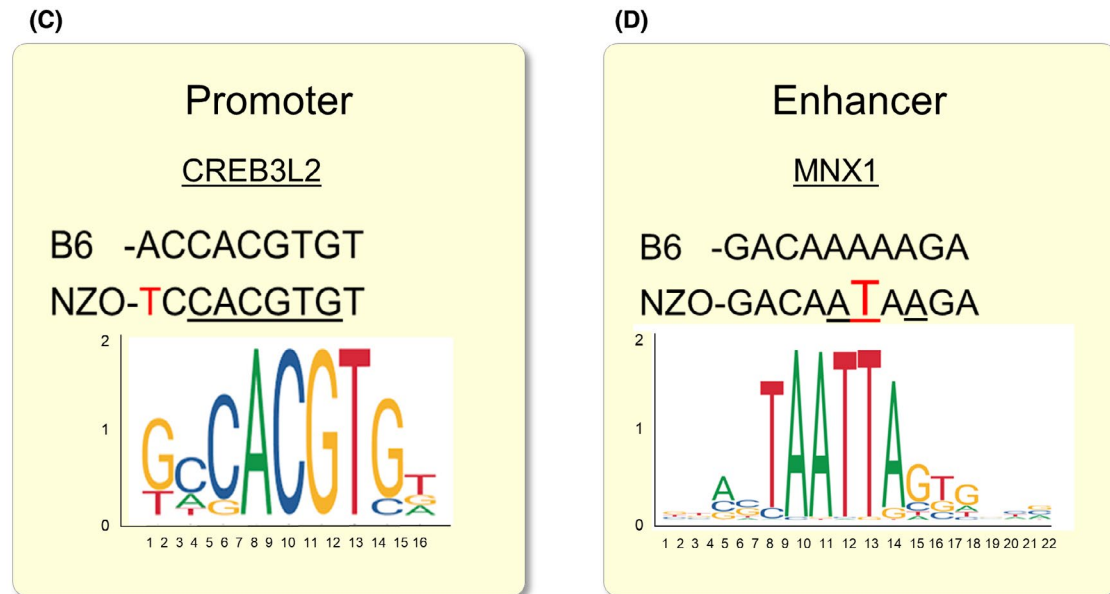 (C)
Promoter
CREB3L2
B6 -ACCACGTGT
NZO-TCCACGTGT
2
1
0
1 2 3 4 5 6 7 8 9 10 11 12 13 14 15 16
(D)
Enhancer
MNX1
B6 -GACAAAAAGA
NZO-GACAATAAGA
2
1
0
1 2 3 4 5 6 7 8 9 10 11 12 13 14 15 16 17 18 19 20 21 22